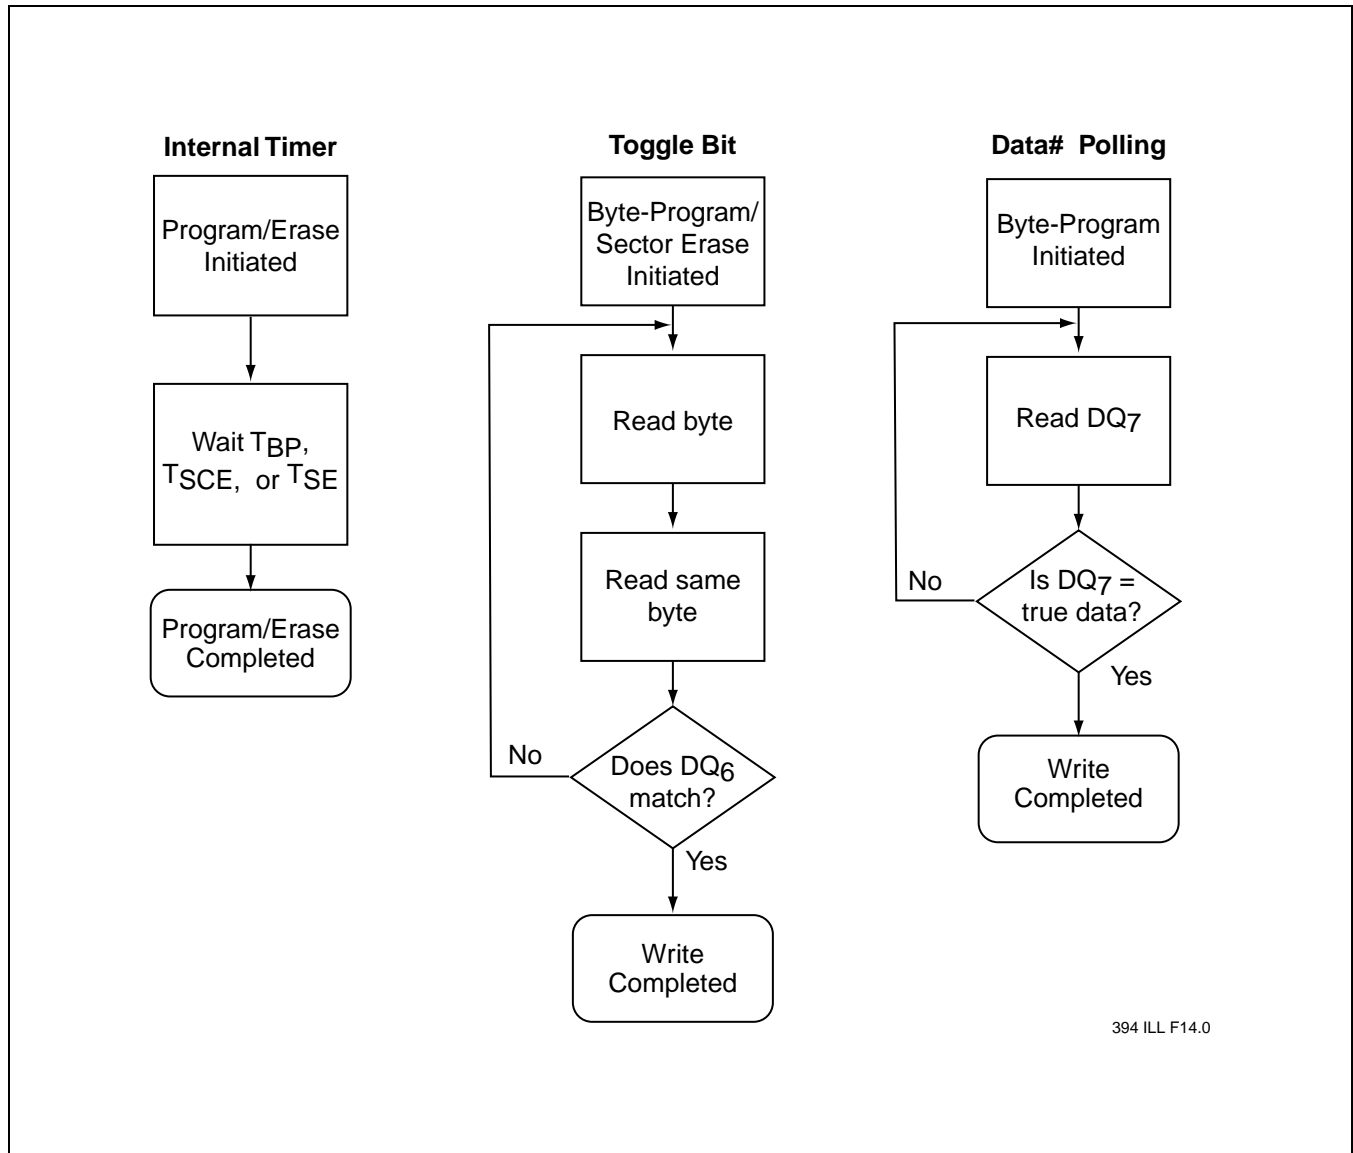 Internal Timer
Program/Erase
Initiated
Wait TBP,
TSCE, or TSE
Program/Erase
Completed
Toggle Bit
Byte-Program/
Sector Erase
Initiated
Read byte
Read same
byte
No
Does DQ6
match?
Yes
Write
Completed
Data# Polling
Byte-Program
Initiated
Read DQ7
No
Is DQ7 =
true data?
Yes
Write
Completed
394 ILL F14.0